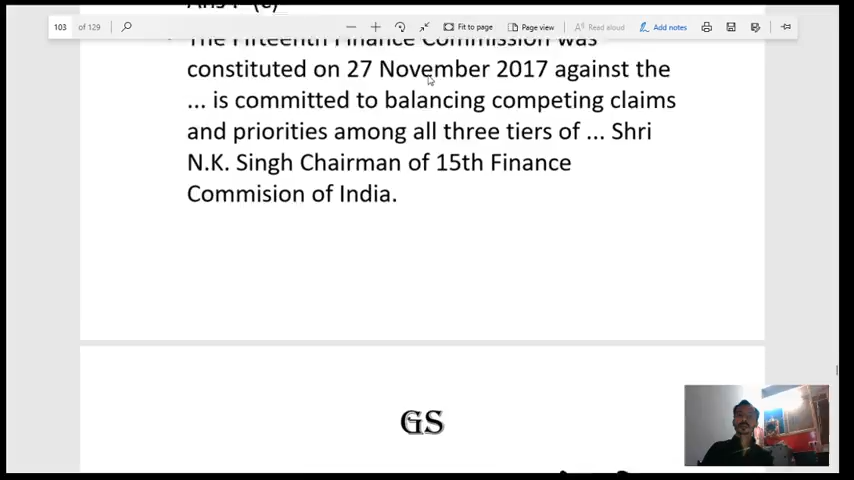 103 of 129 Fit to page Page view Read aloud Add notes
The Fifteenth Finance Commission was
constituted on 27 November 2017 against the
... is committed to balancing competing claims
and priorities among all three tiers of ... Shri
N.K. Singh Chairman of 15th Finance
Commision of India.
GS